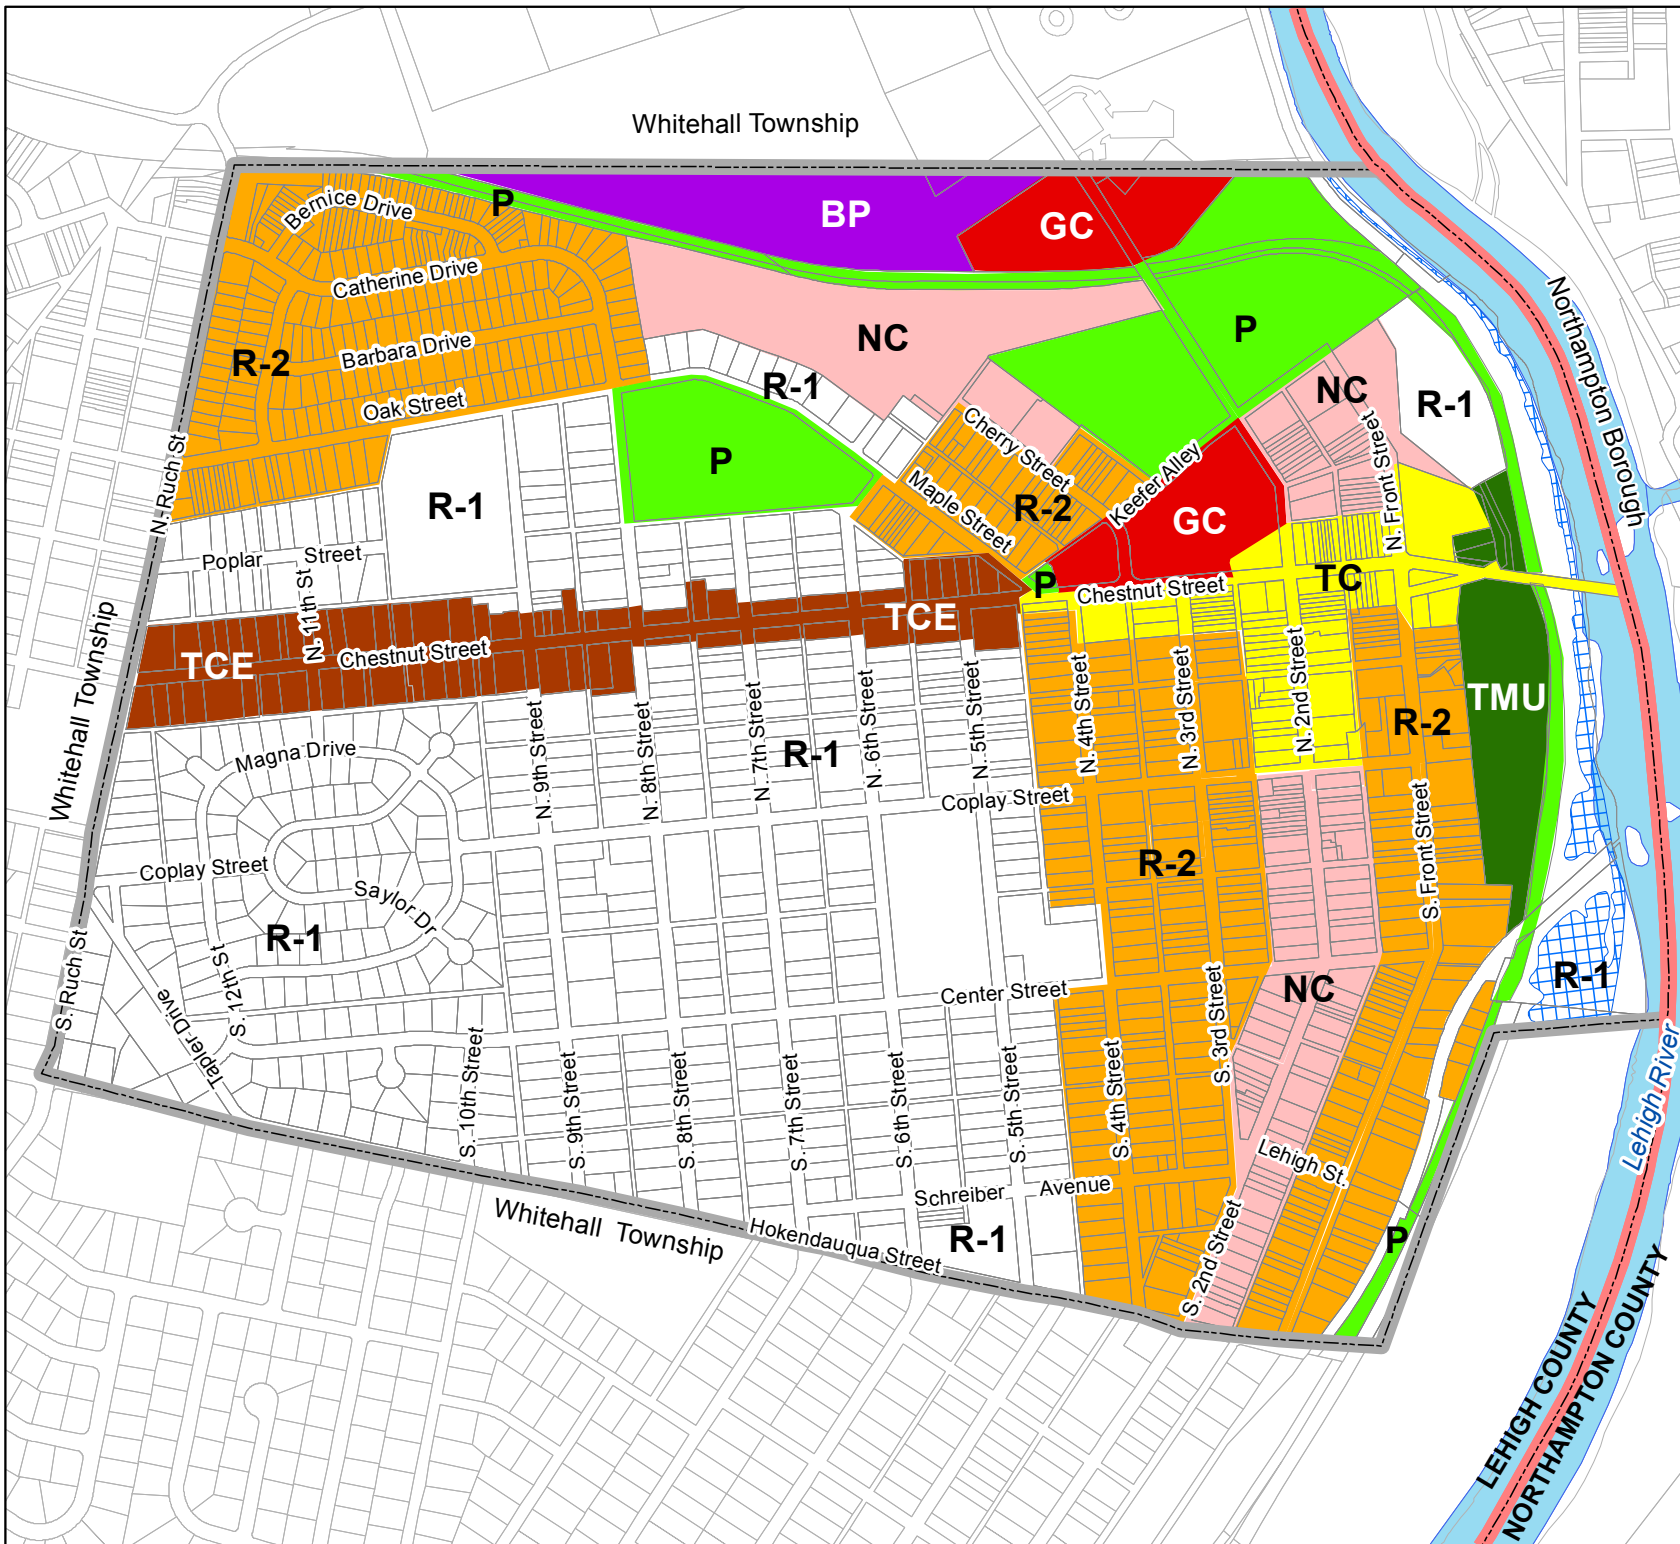 Whitehall Township
P
BP
GC
Bernice Drive
Catherine Drive
Barbara Drive
R-2
Oak Street
NC
P
R-1
NC
R-1
Northampton Borough
P
R-1
Cherry Street
Maple Street
R-2
Keefer Alley
GC
N. Front Street
N. Ruch St
Poplar Street
N. 11th St
TCE
Chestnut Street
TCE
P
Chestnut Street
TC
Whitehall Township
Magna Drive
N. 9th Street
N. 8th Street
N. 7th Street
R-1
N. 6th Street
N. 5th Street
N. 4th Street
N. 3rd Street
N. 2nd Street
R-2
TMU
Coplay Street
Coplay Street
Saylor Dr
R-1
R-2
S. Front Street
S. Ruch St
S. 12th St
Tapler Drive
Center Street
S. 3rd Street
NC
R-1
S. 10th Street
S. 9th Street
S. 8th Street
S. 7th Street
S. 6th Street
S. 5th Street
S. 4th Street
Lehigh River
Lehigh St.
Schreiber Avenue
Whitehall Township
Hokendauqua Street
R-1
S. 2nd Street
P
LEHIGH COUNTY
NORTHAMPTON COUNTY